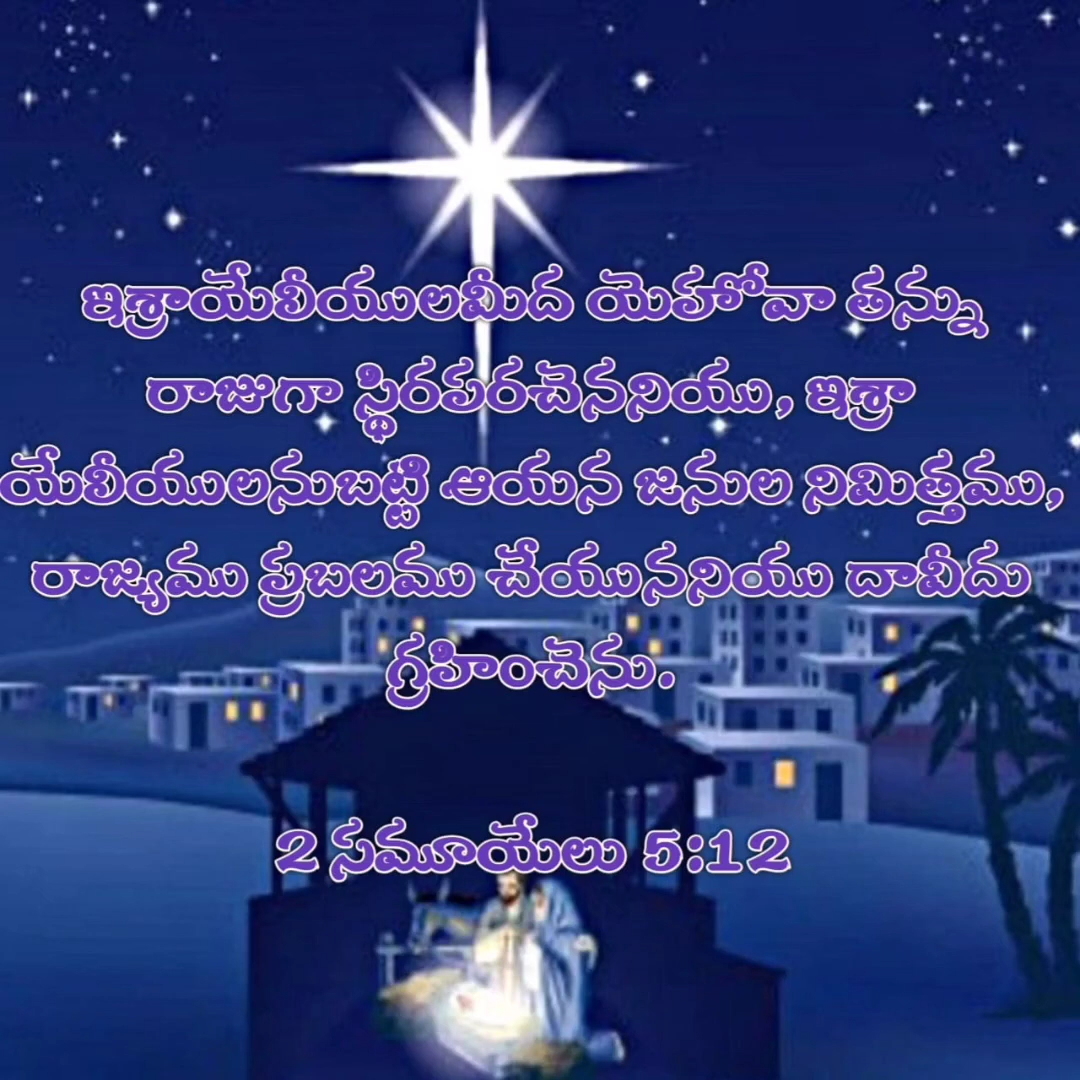 ఇశ్రాయేలీయులమీద యెహోవా తన్ను
రాజుగా స్థిరపరచెననియు, ఇశ్రా
యేలీయులనుబట్టి ఆయన జనుల నిమిత్తము,
రాజ్యము ప్రబలము చేయుననియు దావీదు
గ్రహించెను.
2 సమూయేలు 5:12